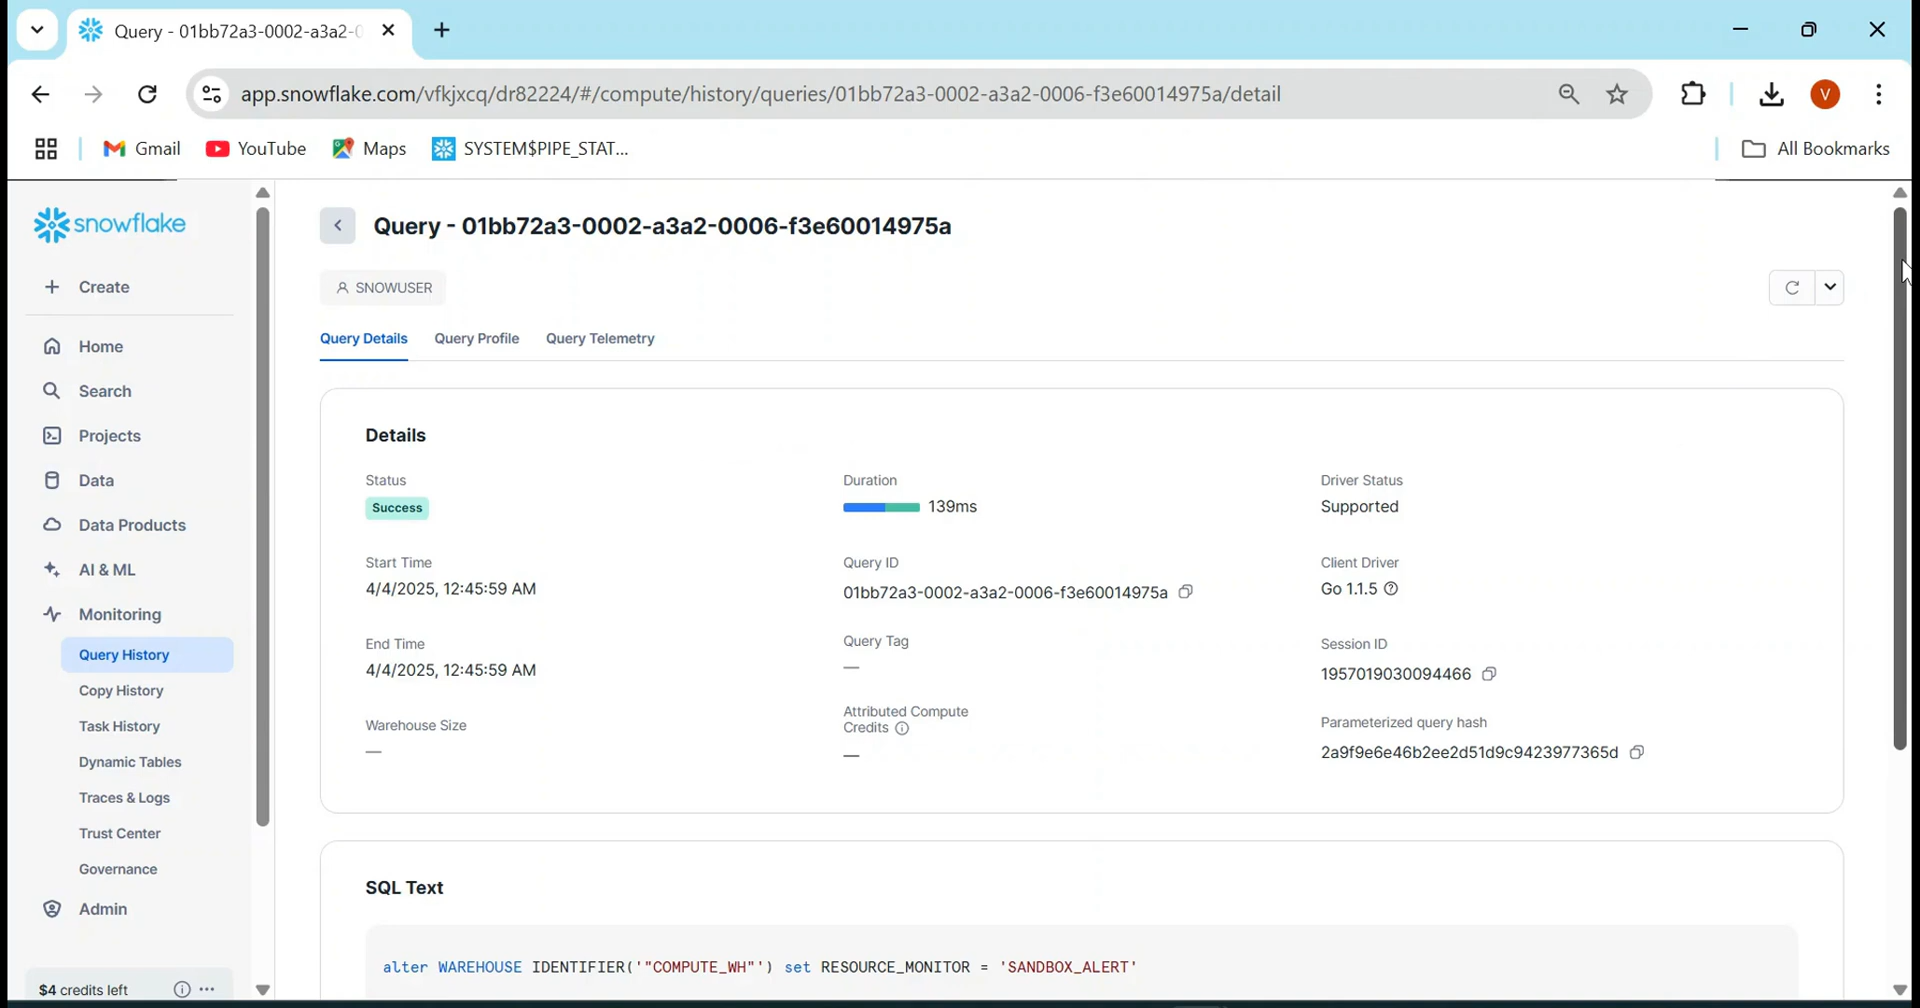 Query - 01bb72a3-0002-a3a2-0
app.snowflake.com/vfkjxcq/dr82224/#/compute/history/queries/01bb72a3-0002-a3a2-0006-f3e60014975a/detail
V
Gmail
YouTube
Maps
SYSTEM$PIPE_STAT...
All Bookmarks
snowflake
Create
Home
Search
Projects
Data
Data Products
AI & ML
Monitoring
Query History
Copy History
Task History
Dynamic Tables
Traces & Logs
Trust Center
Governance
Admin
$4 credits left
Query - 01bb72a3-0002-a3a2-0006-f3e60014975a
SNOWUSER
Query Details
Query Profile
Query Telemetry
Details
Status
Success
Duration
139ms
Driver Status
Supported
Start Time
4/4/2025, 12:45:59 AM
Query ID
01bb72a3-0002-a3a2-0006-f3e60014975a
Client Driver
Go 1.1.5
End Time
4/4/2025, 12:45:59 AM
Query Tag
—
Session ID
1957019030094466
Warehouse Size
—
Attributed Compute
Credits
—
Parameterized query hash
2a9f9e6e46b2ee2d51d9c9423977365d
SQL Text
alter WAREHOUSE IDENTIFIER('"COMPUTE_WH"') set RESOURCE_MONITOR = 'SANDBOX_ALERT'